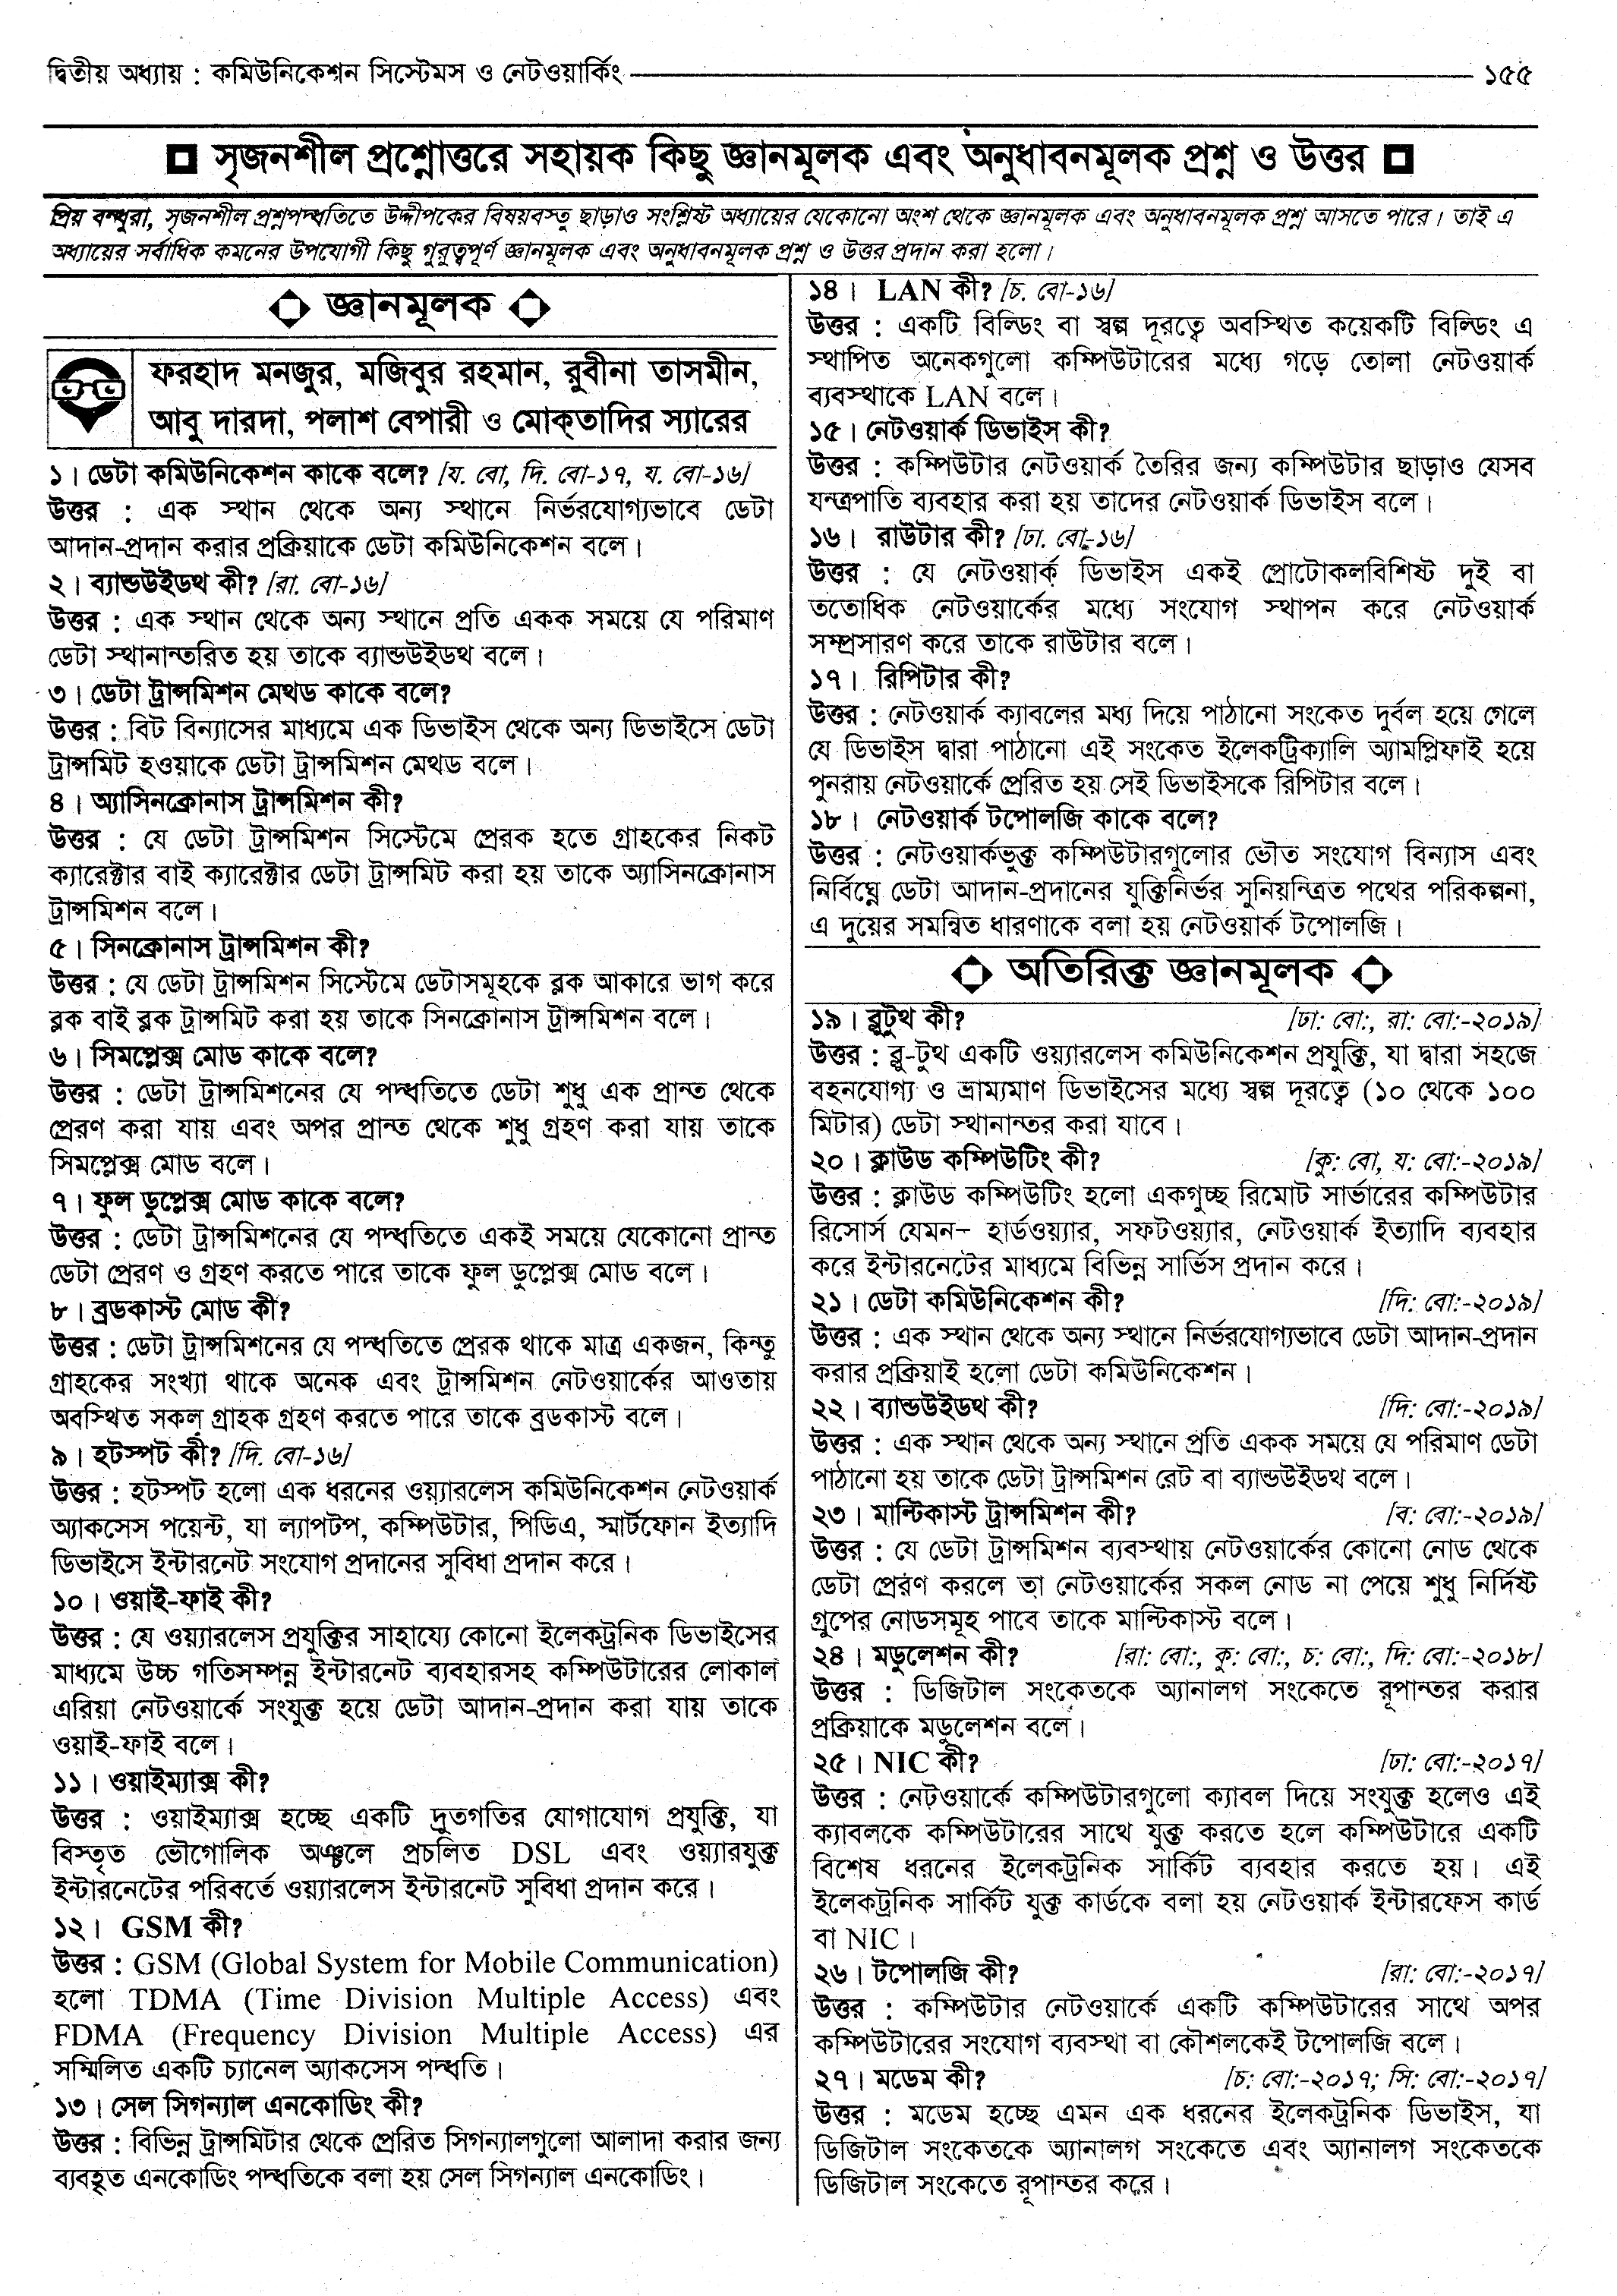 দ্বিতীয় অধ্যায় : কমিউনিকেশন সিস্টেমস ও নেটওয়ার্কিং ১৫৫
সৃজনশীল প্রশ্নোত্তরে সহায়ক কিছু জ্ঞানমূলক এবং অনুধাবনমূলক প্রশ্ন ও উত্তর
প্রিয় বন্ধুরা, সৃজনশীল প্রশ্নপদ্ধতিতে উদ্দীপকের বিষয়বস্তু ছাড়াও সংশ্লিষ্ট অধ্যায়ের যেকোনো অংশ থেকে জ্ঞানমূলক এবং অনুধাবনমূলক প্রশ্ন আসতে পারে। তাই এ
অধ্যায়ের সর্বাধিক কমনের উপযোগী কিছু গুরুত্বপূর্ণ জ্ঞানমূলক এবং অনুধাবনমূলক প্রশ্ন ও উত্তর প্রদান করা হলো।
জ্ঞানমূলক
ফরহাদ মনজুর, মজিবুর রহমান, রুবীনা তাসমীন,
আবু দারদা, পলাশ বেপারী ও মোক্তাদির স্যারের
১। ডেটা কমিউনিকেশন কাকে বলে? [য. বো, দি. বো-১৭, য. বো-১৬]
উত্তর : এক স্থান থেকে অন্য স্থানে নির্ভরযোগ্যভাবে ডেটা
আদান-প্রদান করার প্রক্রিয়াকে ডেটা কমিউনিকেশন বলে।
২। ব্যান্ডউইডথ কী? [রা. বো-১৬]
উত্তর : এক স্থান থেকে অন্য স্থানে প্রতি একক সময়ে যে পরিমাণ
ডেটা স্থানান্তরিত হয় তাকে ব্যান্ডউইডথ বলে।
৩। ডেটা ট্রান্সমিশন মেথড কাকে বলে?
উত্তর : বিট বিন্যাসের মাধ্যমে এক ডিভাইস থেকে অন্য ডিভাইসে ডেটা
ট্রান্সমিট হওয়াকে ডেটা ট্রান্সমিশন মেথড বলে।
৪। অ্যাসিনক্রোনাস ট্রান্সমিশন কী?
উত্তর : যে ডেটা ট্রান্সমিশন সিস্টেমে প্রেরক হতে গ্রাহকের নিকট
ক্যারেক্টার বাই ক্যারেক্টার ডেটা ট্রান্সমিট করা হয় তাকে অ্যাসিনক্রোনাস
ট্রান্সমিশন বলে।
৫। সিনক্রোনাস ট্রান্সমিশন কী?
উত্তর : যে ডেটা ট্রান্সমিশন সিস্টেমে ডেটাসমূহকে ব্লক আকারে ভাগ করে
ব্লক বাই ব্লক ট্রান্সমিট করা হয় তাকে সিনক্রোনাস ট্রান্সমিশন বলে।
৬। সিমপ্লেক্স মোড কাকে বলে?
উত্তর : ডেটা ট্রান্সমিশনের যে পদ্ধতিতে ডেটা শুধু এক প্রান্ত থেকে
প্রেরণ করা যায় এবং অপর প্রান্ত থেকে শুধু গ্রহণ করা যায় তাকে
সিমপ্লেক্স মোড বলে।
৭। ফুল ডুপ্লেক্স মোড কাকে বলে?
উত্তর : ডেটা ট্রান্সমিশনের যে পদ্ধতিতে একই সময়ে যেকোনো প্রান্ত
ডেটা প্রেরণ ও গ্রহণ করতে পারে তাকে ফুল ডুপ্লেক্স মোড বলে।
৮। ব্রডকাস্ট মোড কী?
উত্তর : ডেটা ট্রান্সমিশনের যে পদ্ধতিতে প্রেরক থাকে মাত্র একজন, কিন্তু
গ্রাহকের সংখ্যা থাকে অনেক এবং ট্রান্সমিশন নেটওয়ার্কের আওতায়
অবস্থিত সকল গ্রাহক গ্রহণ করতে পারে তাকে ব্রডকাস্ট বলে।
৯। হটস্পট কী? [দি. বো-১৬]
উত্তর : হটস্পট হলো এক ধরনের ওয়্যারলেস কমিউনিকেশন নেটওয়ার্ক
অ্যাকসেস পয়েন্ট, যা ল্যাপটপ, কম্পিউটার, পিডিএ, স্মার্টফোন ইত্যাদি
ডিভাইসে ইন্টারনেট সংযোগ প্রদানের সুবিধা প্রদান করে।
১০। ওয়াই-ফাই কী?
উত্তর : যে ওয়্যারলেস প্রযুক্তির সাহায্যে কোনো ইলেকট্রনিক ডিভাইসের
মাধ্যমে উচ্চ গতিসম্পন্ন ইন্টারনেট ব্যবহারসহ কম্পিউটারের লোকাল
এরিয়া নেটওয়ার্কে সংযুক্ত হয়ে ডেটা আদান-প্রদান করা যায় তাকে
ওয়াই-ফাই বলে।
১১। ওয়াইম্যাক্স কী?
উত্তর : ওয়াইম্যাক্স হচ্ছে একটি দ্রুতগতির যোগাযোগ প্রযুক্তি, যা
বিস্তৃত ভৌগোলিক অঞ্চলে প্রচলিত DSL এবং ওয়্যারযুক্ত
ইন্টারনেটের পরিবর্তে ওয়্যারলেস ইন্টারনেট সুবিধা প্রদান করে।
১২। GSM কী?
উত্তর : GSM (Global System for Mobile Communication)
হলো TDMA (Time Division Multiple Access) এবং
FDMA (Frequency Division Multiple Access) এর
সম্মিলিত একটি চ্যানেল অ্যাকসেস পদ্ধতি।
১৩। সেল সিগন্যাল এনকোডিং কী?
উত্তর : বিভিন্ন ট্রান্সমিটার থেকে প্রেরিত সিগন্যালগুলো আলাদা করার জন্য
ব্যবহৃত এনকোডিং পদ্ধতিকে বলা হয় সেল সিগন্যাল এনকোডিং।
১৪। LAN কী? [চ. বো-১৬]
উত্তর : একটি বিল্ডিং বা স্বল্প দূরত্বে অবস্থিত কয়েকটি বিল্ডিং এ
স্থাপিত অনেকগুলো কম্পিউটারের মধ্যে গড়ে তোলা নেটওয়ার্ক
ব্যবস্থাকে LAN বলে।
১৫। নেটওয়ার্ক ডিভাইস কী?
উত্তর : কম্পিউটার নেটওয়ার্ক তৈরির জন্য কম্পিউটার ছাড়াও যেসব
যন্ত্রপাতি ব্যবহার করা হয় তাদের নেটওয়ার্ক ডিভাইস বলে।
১৬। রাউটার কী? [ঢা. বো-১৬]
উত্তর : যে নেটওয়ার্ক ডিভাইস একই প্রোটোকলবিশিষ্ট দুই বা
ততোধিক নেটওয়ার্কের মধ্যে সংযোগ স্থাপন করে নেটওয়ার্ক
সম্প্রসারণ করে তাকে রাউটার বলে।
১৭। রিপিটার কী?
উত্তর : নেটওয়ার্ক ক্যাবলের মধ্য দিয়ে পাঠানো সংকেত দুর্বল হয়ে গেলে
যে ডিভাইস দ্বারা পাঠানো এই সংকেত ইলেকট্রিক্যালি অ্যামপ্লিফাই হয়ে
পুনরায় নেটওয়ার্কে প্রেরিত হয় সেই ডিভাইসকে রিপিটার বলে।
১৮। নেটওয়ার্ক টপোলজি কাকে বলে?
উত্তর : নেটওয়ার্কভুক্ত কম্পিউটারগুলোর ভৌত সংযোগ বিন্যাস এবং
নির্বিঘ্নে ডেটা আদান-প্রদানের যুক্তিনির্ভর সুনিয়ন্ত্রিত পথের পরিকল্পনা,
এ দুয়ের সমন্বিত ধারণাকে বলা হয় নেটওয়ার্ক টপোলজি।
অতিরিক্ত জ্ঞানমূলক
১৯। ব্লুটুথ কী? [ঢা: বো:, রা: বো:-২০১৯]
উত্তর : ব্লু-টুথ একটি ওয়্যারলেস কমিউনিকেশন প্রযুক্তি, যা দ্বারা সহজে
বহনযোগ্য ও ভ্রাম্যমাণ ডিভাইসের মধ্যে স্বল্প দূরত্বে (১০ থেকে ১০০
মিটার) ডেটা স্থানান্তর করা যাবে।
২০। ক্লাউড কম্পিউটিং কী? [কু: বো, য: বো:-২০১৯]
উত্তর : ক্লাউড কম্পিউটিং হলো একগুচ্ছ রিমোট সার্ভারের কম্পিউটার
রিসোর্স যেমন– হার্ডওয়্যার, সফটওয়্যার, নেটওয়ার্ক ইত্যাদি ব্যবহার
করে ইন্টারনেটের মাধ্যমে বিভিন্ন সার্ভিস প্রদান করে।
২১। ডেটা কমিউনিকেশন কী? [দি: বো:-২০১৯]
উত্তর : এক স্থান থেকে অন্য স্থানে নির্ভরযোগ্যভাবে ডেটা আদান-প্রদান
করার প্রক্রিয়াই হলো ডেটা কমিউনিকেশন।
২২। ব্যান্ডউইডথ কী? [দি: বো:-২০১৯]
উত্তর : এক স্থান থেকে অন্য স্থানে প্রতি একক সময়ে যে পরিমাণ ডেটা
পাঠানো হয় তাকে ডেটা ট্রান্সমিশন রেট বা ব্যান্ডউইডথ বলে।
২৩। মাল্টিকাস্ট ট্রান্সমিশন কী? [ব: বো:-২০১৯]
উত্তর : যে ডেটা ট্রান্সমিশন ব্যবস্থায় নেটওয়ার্কের কোনো নোড থেকে
ডেটা প্রেরণ করলে তা নেটওয়ার্কের সকল নোড না পেয়ে শুধু নির্দিষ্ট
গ্রুপের নোডসমূহ পাবে তাকে মাল্টিকাস্ট বলে।
২৪। মডুলেশন কী? [রা: বো:, কু: বো:, চ: বো:, দি: বো:-২০১৮]
উত্তর : ডিজিটাল সংকেতকে অ্যানালগ সংকেতে রূপান্তর করার
প্রক্রিয়াকে মডুলেশন বলে।
২৫। NIC কী? [ঢা: বো:-২০১৭]
উত্তর : নেটওয়ার্কে কম্পিউটারগুলো ক্যাবল দিয়ে সংযুক্ত হলেও এই
ক্যাবলকে কম্পিউটারের সাথে যুক্ত করতে হলে কম্পিউটারে একটি
বিশেষ ধরনের ইলেকট্রনিক সার্কিট ব্যবহার করতে হয়। এই
ইলেকট্রনিক সার্কিট যুক্ত কার্ডকে বলা হয় নেটওয়ার্ক ইন্টারফেস কার্ড
বা NIC।
২৬। টপোলজি কী? [রা: বো:-২০১৭]
উত্তর : কম্পিউটার নেটওয়ার্কে একটি কম্পিউটারের সাথে অপর
কম্পিউটারের সংযোগ ব্যবস্থা বা কৌশলকেই টপোলজি বলে।
২৭। মডেম কী? [চ: বো:-২০১৭; সি: বো:-২০১৭]
উত্তর : মডেম হচ্ছে এমন এক ধরনের ইলেকট্রনিক ডিভাইস, যা
ডিজিটাল সংকেতকে অ্যানালগ সংকেতে এবং অ্যানালগ সংকেতকে
ডিজিটাল সংকেতে রূপান্তর করে।